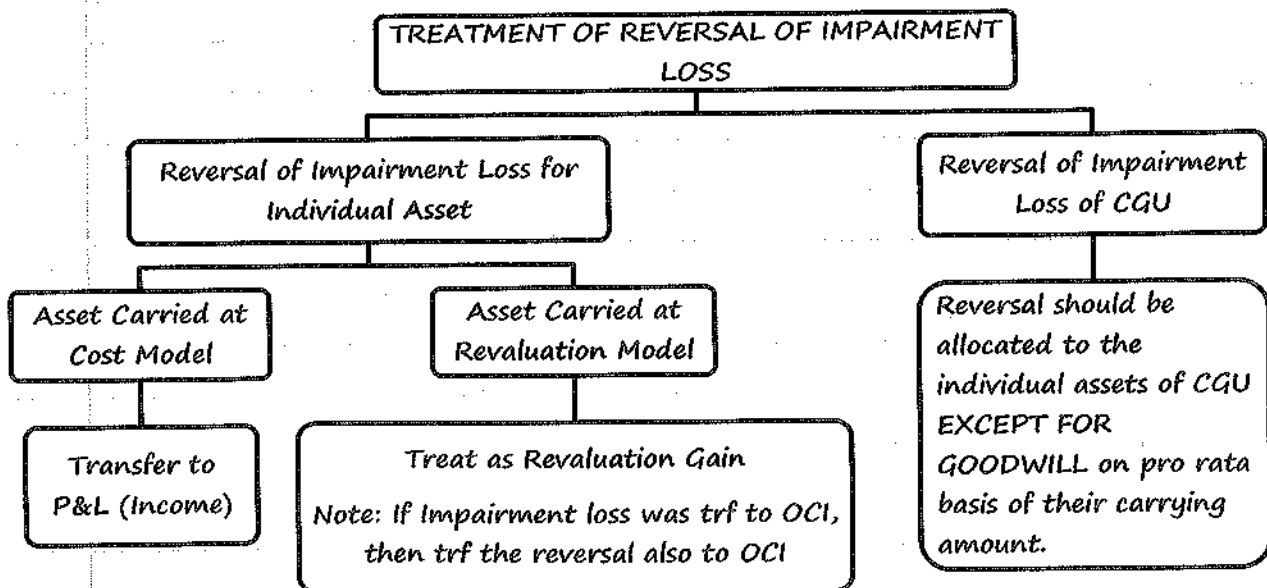 TREATMENT OF REVERSAL OF IMPAIRMENT
LOSS
Reversal of Impairment Loss for
Individual Asset
Reversal of Impairment
Loss of CGU
Asset Carried at
Cost Model
Asset Carried at
Revaluation Model
Transfer to
P&L (Income)
Treat as Revaluation Gain
Note: If Impairment loss was trf to OCI,
then trf the reversal also to OCI
Reversal should be
allocated to the
individual assets of CGU
EXCEPT FOR
GOODWILL on pro rata
basis of their carrying
amount.